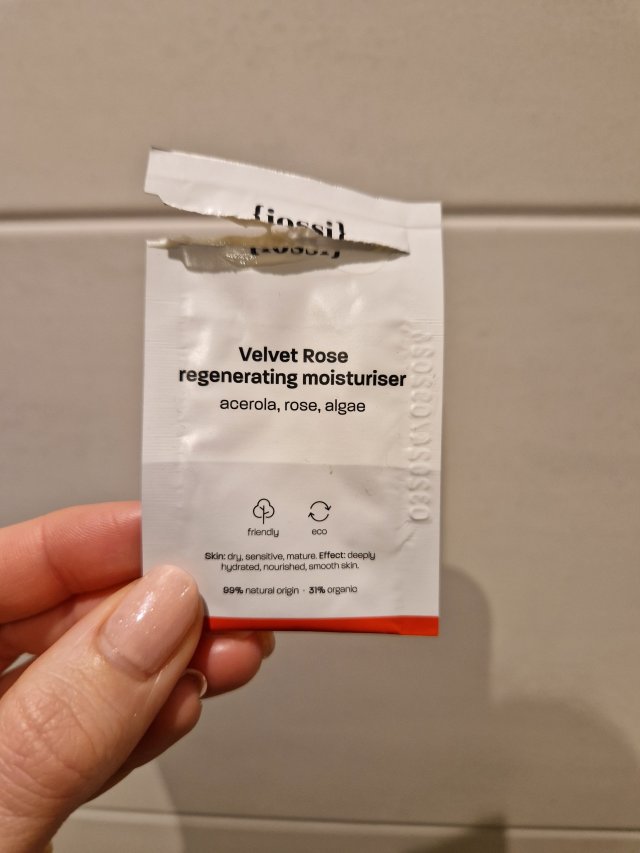 {iossi}
{iossi}
Velvet Rose
regenerating moisturiser
acerola, rose, algae
friendly eco
Skin: dry, sensitive, mature. Effect: deeply
hydrated, nourished, smooth skin.
99% natural origin · 31% organic